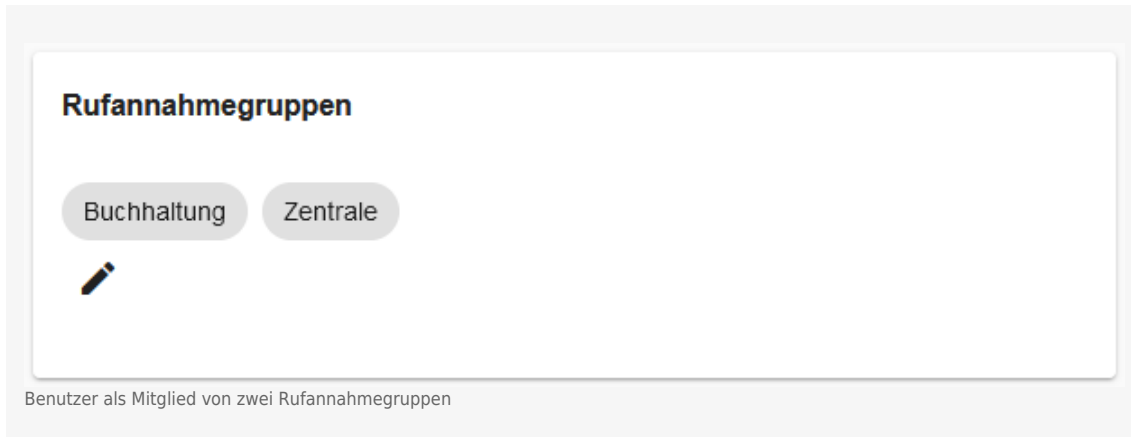 Rufannahmegruppen
Buchhaltung Zentrale
Benutzer als Mitglied von zwei Rufannahmegruppen